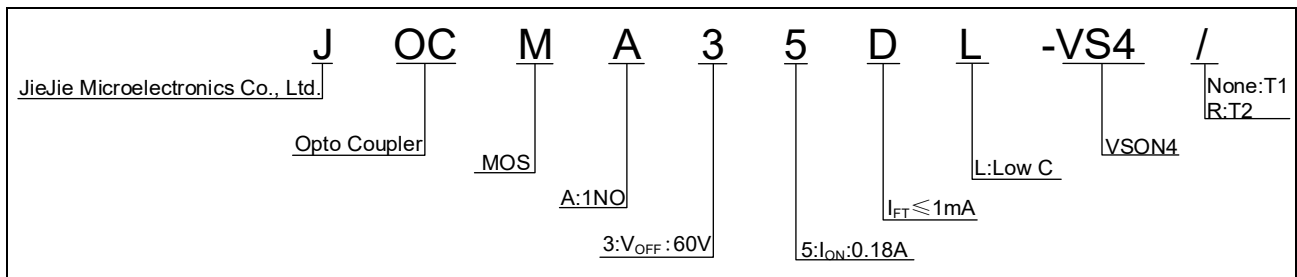 J OC M A 3 5 D L -VS4 /
JieJie Microelectronics Co., Ltd.
None:T1
R:T2
Opto Coupler
VSON4
MOS
L:Low C
A:1NO
I_FT≦1mA
3:V_OFF:60V
5:I_ON:0.18A